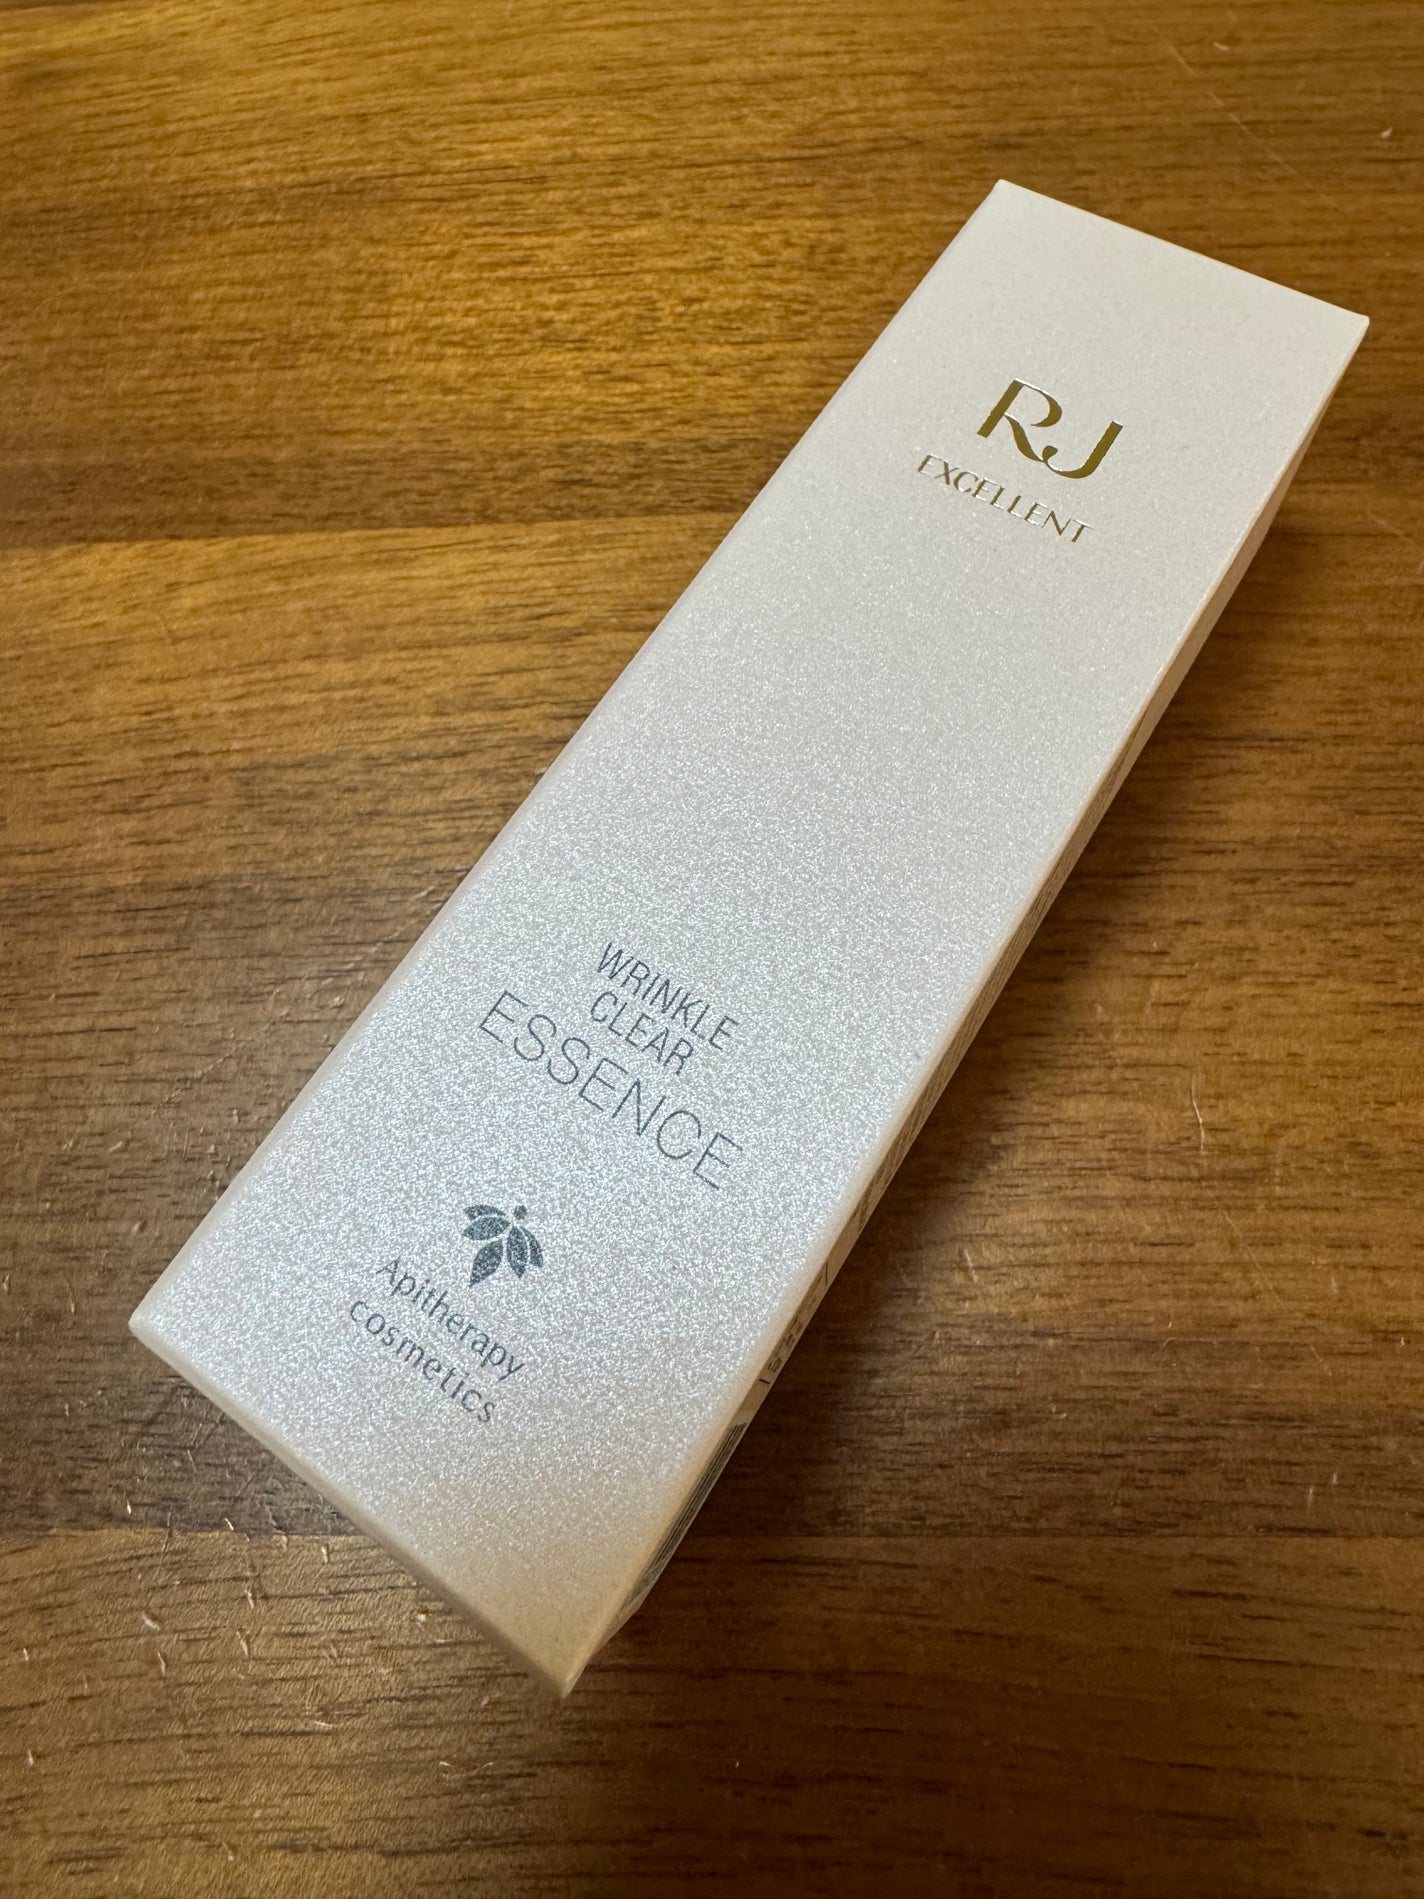 RJ
EXCELLENT
WRINKLE
CLEAR
ESSENCE
Apitherapy
cosmetics